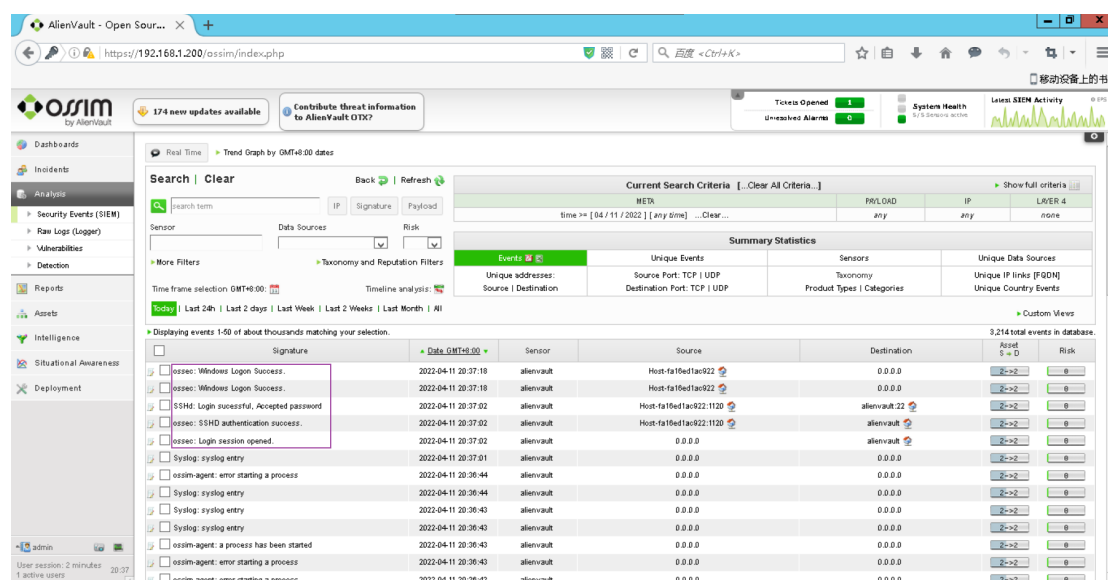 AlienVault - Open Sour...
https://192.168.1.200/ossim/index.php
百度 <Ctrl+K>
移动设备上的书
OSSIM
by AlienVault
174 new updates available
Contribute threat information
to AlienVault OTX?
Tickets Opened 1
Unresolved Alarms 0
System Health
5/5 Sensors active
Latest SIEM Activity
Dashboards
Incidents
Analysis
Security Events (SIEM)
Raw Logs (Logger)
Vulnerabilities
Detection
Reports
Assets
Intelligence
Situational Awareness
Deployment
admin
User session: 2 minutes
1 active users
20:37
Real Time Trend Graph by GMT+8:00 dates
Search | Clear Back | Refresh
search term IP Signature Payload
Sensor Data Sources Risk
More Filters Taxonomy and Reputation Filters
Time frame selection GMT+8:00: Timeline analysis:
Today | Last 24h | Last 2 days | Last Week | Last 2 Weeks | Last Month | All
Current Search Criteria [...Clear All Criteria...] Show full criteria
META PAYLOAD IP LAYER 4
time >= [ 04 / 11 / 2022 ] [ any time] ...Clear... any any none
Summary Statistics
Events Unique Events Sensors Unique Data Sources
Unique addresses: Source Port: TCP | UDP Taxonomy Unique IP links [FQDN]
Source | Destination Destination Port: TCP | UDP Product Types | Categories Unique Country Events
Custom Views
Displaying events 1-50 of about thousands matching your selection. 3,214 total events in database.
Signature Date GMT+8:00 Sensor Source Destination Asset S D Risk
ossec: Windows Logon Success. 2022-04-11 20:37:18 alienvault Host-fa16ed1ac922 0.0.0.0 2->2 0
ossec: Windows Logon Success. 2022-04-11 20:37:18 alienvault Host-fa16ed1ac922 0.0.0.0 2->2 0
SSHd: Login sucessful, Accepted password 2022-04-11 20:37:02 alienvault Host-fa16ed1ac922:1120 alienvault:22 2->2 0
ossec: SSHD authentication success. 2022-04-11 20:37:02 alienvault Host-fa16ed1ac922:1120 alienvault 2->2 0
ossec: Login session opened. 2022-04-11 20:37:02 alienvault 0.0.0.0 alienvault 2->2 0
Syslog: syslog entry 2022-04-11 20:37:01 alienvault 0.0.0.0 0.0.0.0 2->2 0
ossim-agent: error starting a process 2022-04-11 20:36:44 alienvault 0.0.0.0 0.0.0.0 2->2 0
Syslog: syslog entry 2022-04-11 20:36:44 alienvault 0.0.0.0 0.0.0.0 2->2 0
Syslog: syslog entry 2022-04-11 20:36:43 alienvault 0.0.0.0 0.0.0.0 2->2 0
Syslog: syslog entry 2022-04-11 20:36:43 alienvault 0.0.0.0 0.0.0.0 2->2 0
ossim-agent: a process has been started 2022-04-11 20:36:43 alienvault 0.0.0.0 0.0.0.0 2->2 0
ossim-agent: error starting a process 2022-04-11 20:36:43 alienvault 0.0.0.0 0.0.0.0 2->2 0